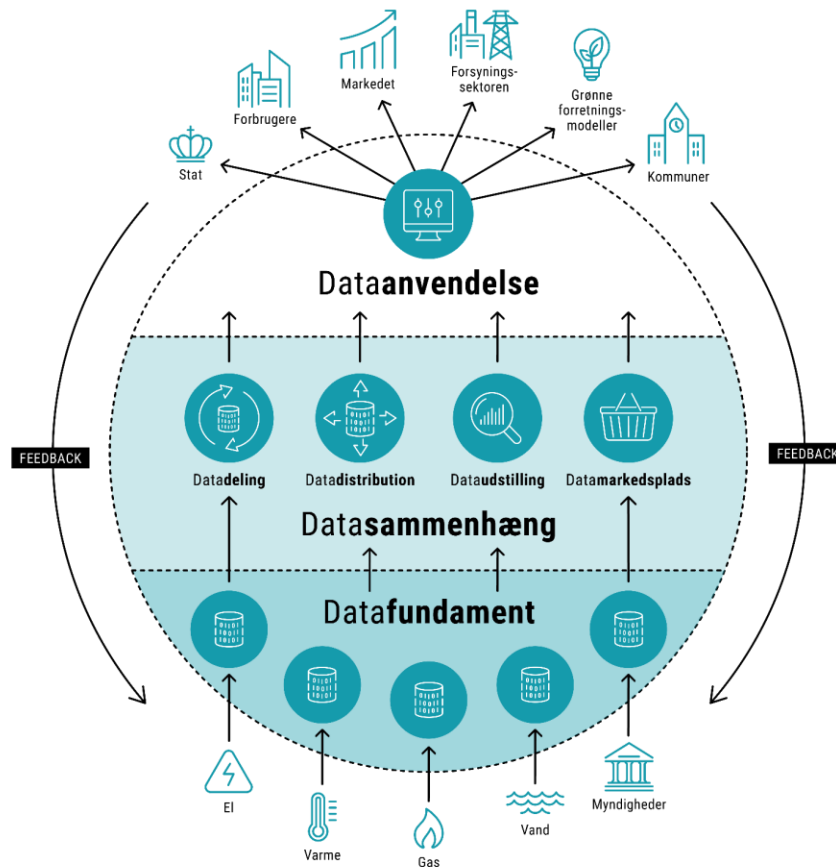 Markedet
Forsynings-
sektoren
Grønne
forretnings-
modeller
Forbrugere
Stat
Kommuner
Dataanvendelse
FEEDBACK
FEEDBACK
Datadeling
Datadistribution
Dataudstilling
Datamarkedsplads
Datasammenhæng
Datafundament
El
Varme
Gas
Vand
Myndigheder